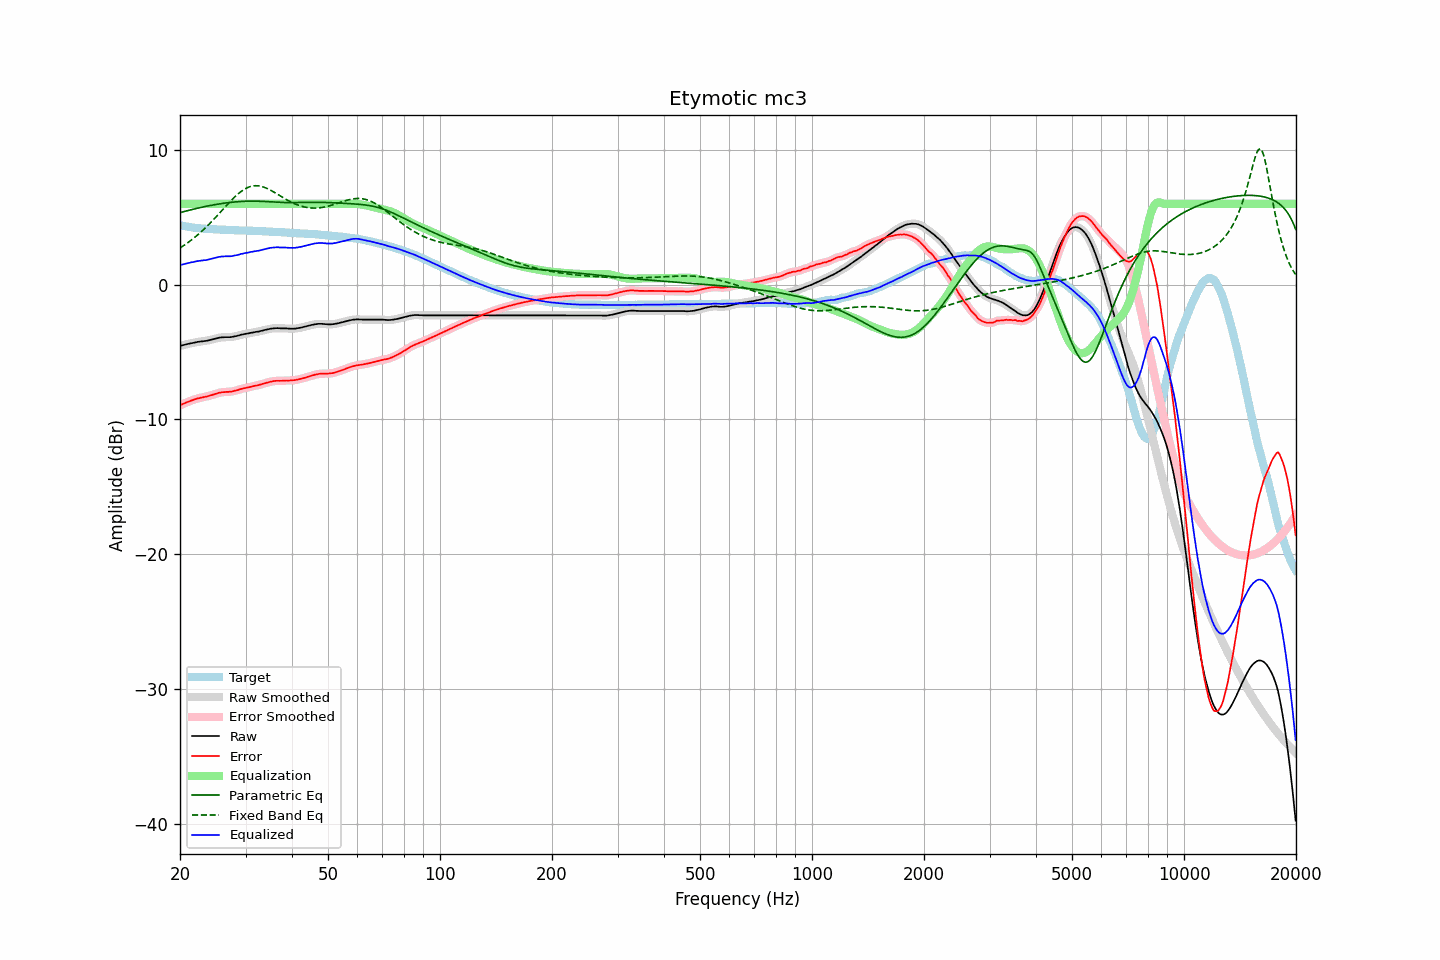 Etymotic mc3
Amplitude (dBr)
10
0
−10
−20
−30
−40
Target
Raw Smoothed
Error Smoothed
Raw
Error
Equalization
Parametric Eq
Fixed Band Eq
Equalized
20 50 100 200 500 1000 2000 5000 10000 20000
Frequency (Hz)